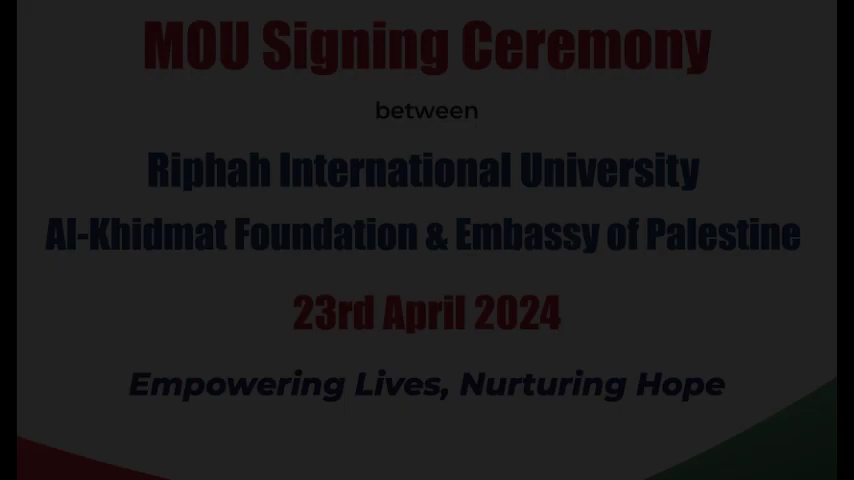 MOU Signing Ceremony
between
Riphah International University
Al-Khidmat Foundation & Embassy of Palestine
23rd April 2024
Empowering Lives, Nurturing Hope